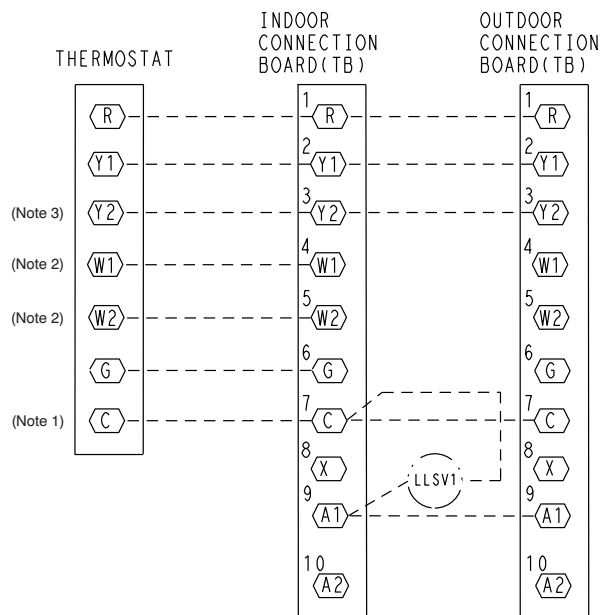 THERMOSTAT
INDOOR
CONNECTION
BOARD(TB)
OUTDOOR
CONNECTION
BOARD(TB)
R 1 R 1 R
Y1 2 Y1 2 Y1
(Note 3) Y2 3 Y2 3 Y2
(Note 2) W1 4 W1 4 W1
(Note 2) W2 5 W2 5 W2
G 6 G 6 G
(Note 1) C 7 C 7 C
8 X 8 X
LLSV1
9 A1 9 A1
10 A2 10 A2